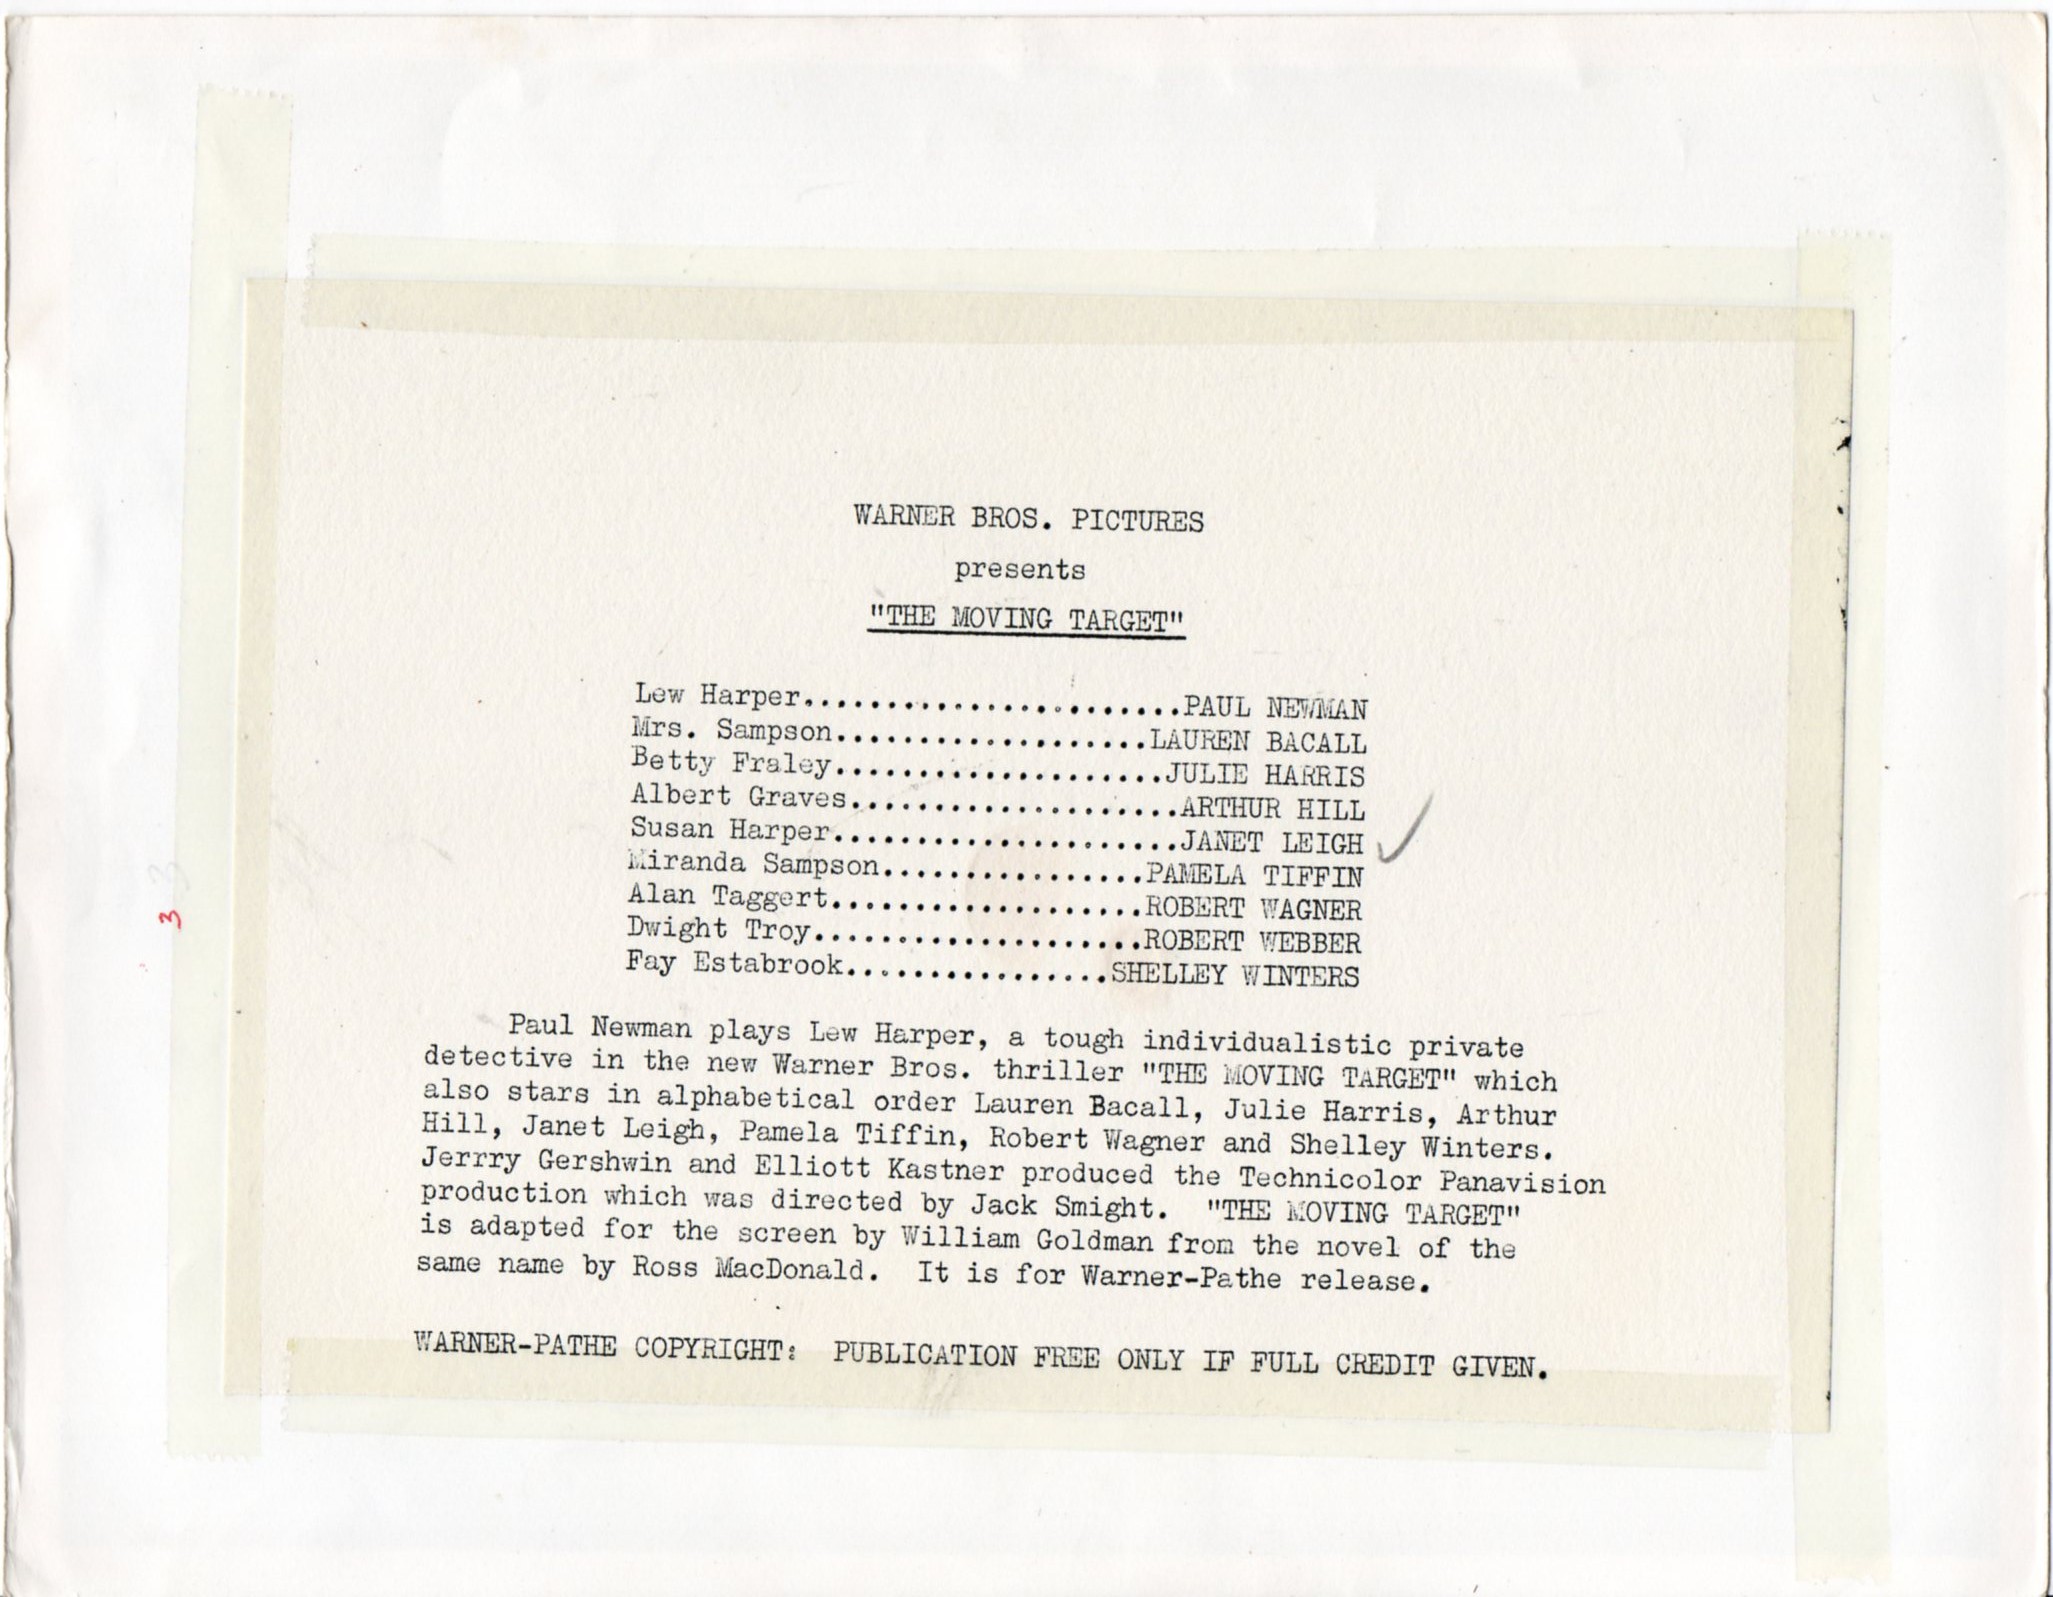 WARNER BROS. PICTURES
presents
"THE MOVING TARGET"
Lew Harper.......................PAUL NEWMAN
Mrs. Sampson...................LAUREN BACALL
Betty Fraley....................JULIE HARRIS
Albert Graves....................ARTHUR HILL
Susan Harper.....................JANET LEIGH ✓
Miranda Sampson................PAMELA TIFFIN
Alan Taggert...................ROBERT WAGNER
Dwight Troy....................ROBERT WEBBER
Fay Estabrook................SHELLEY WINTERS
3
3
Paul Newman plays Lew Harper, a tough individualistic private
detective in the new Warner Bros. thriller "THE MOVING TARGET" which
also stars in alphabetical order Lauren Bacall, Julie Harris, Arthur
Hill, Janet Leigh, Pamela Tiffin, Robert Wagner and Shelley Winters.
Jerrry Gershwin and Elliott Kastner produced the Technicolor Panavision
production which was directed by Jack Smight. "THE MOVING TARGET"
is adapted for the screen by William Goldman from the novel of the
same name by Ross MacDonald. It is for Warner-Pathe release.
WARNER-PATHE COPYRIGHT: PUBLICATION FREE ONLY IF FULL CREDIT GIVEN.